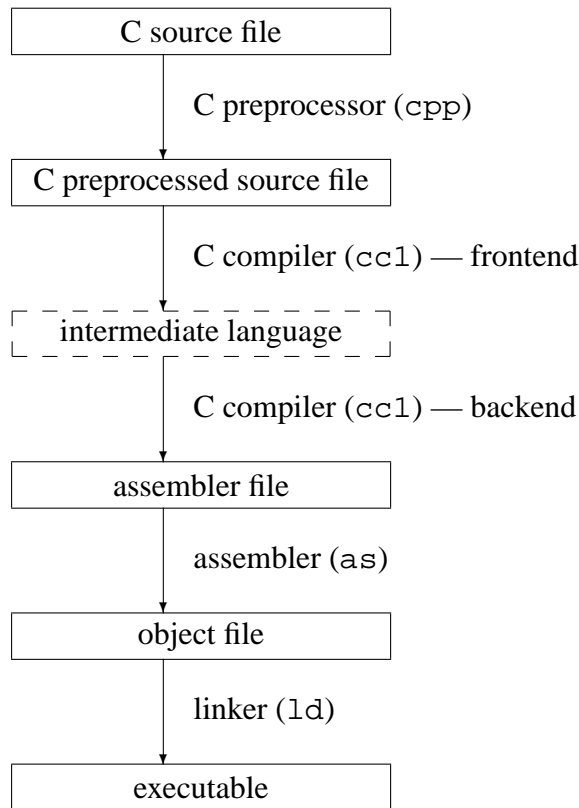 C source file
C preprocessor (cpp)
C preprocessed source file
C compiler (cc1) — frontend
intermediate language
C compiler (cc1) — backend
assembler file
assembler (as)
object file
linker (ld)
executable